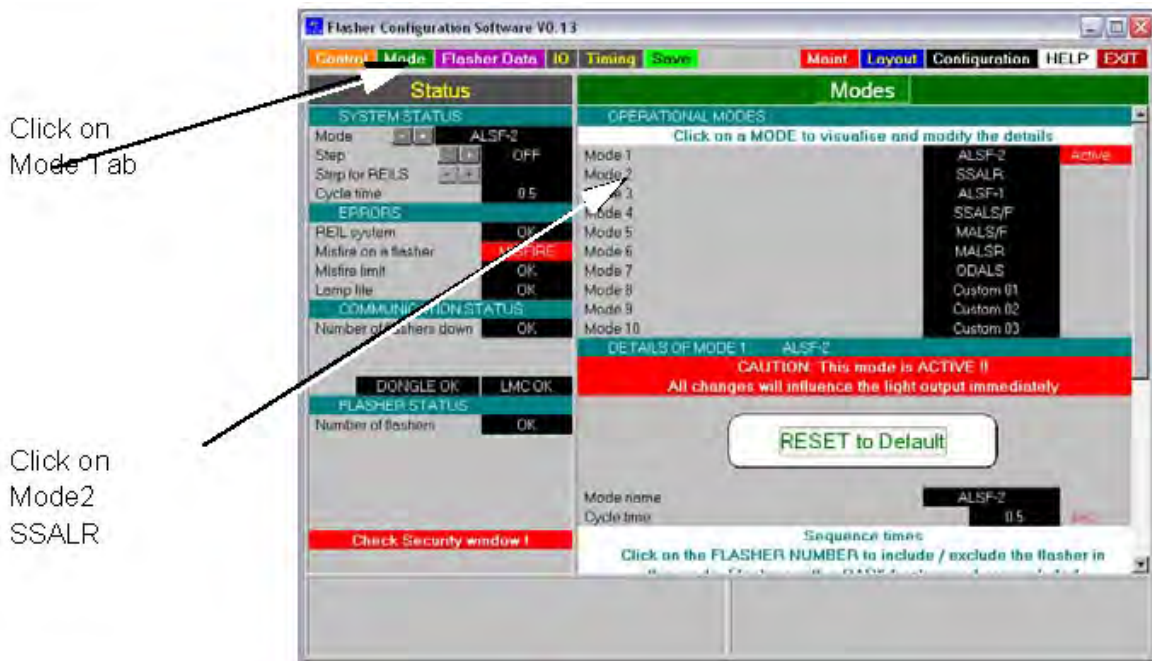 Flasher Configuration Software V0.13
Control Mode Flasher Data IO Timing Save Maint Layout Configuration HELP EXIT
Click on
Mode Tab
Click on
Mode2
SSALR
Status
SYSTEM STATUS
Mode - + ALSF-2
Step - + OFF
Step for REILS - +
Cycle time 0.5
ERRORS
REIL system OK
Misfire on a flasher MISFIRE
Misfire limit OK
Lamp life OK
COMMUNICATION STATUS
Number of flashers down OK
DONGLE OK LMC OK
FLASHER STATUS
Number of flashers OK
Check Security window !
Modes
OPERATIONAL MODES
Click on a MODE to visualise and modify the details
Mode 1 ALSF-2 Active
Mode 2 SSALR
Mode 3 ALSF-1
Mode 4 SSALS/F
Mode 5 MALS/F
Mode 6 MALSR
Mode 7 ODALS
Mode 8 Custom 01
Mode 9 Custom 02
Mode 10 Custom 03
DETAILS OF MODE 1 ALSF-2
CAUTION: This mode is ACTIVE !!
All changes will influence the light output immediately
RESET to Default
Mode name ALSF-2
Cycle time 0.5
Sequence times
Click on the FLASHER NUMBER to include / exclude the flasher in